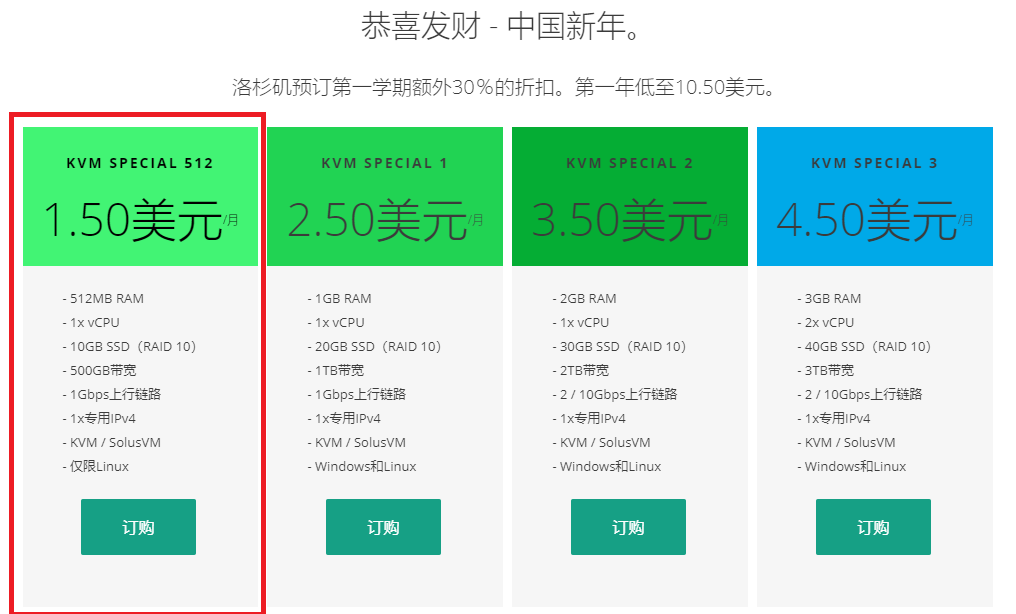 恭喜发财 - 中国新年。
洛杉矶预订第一学期额外30％的折扣。第一年低至10.50美元。
KVM SPECIAL 512
1.50美元/月
- 512MB RAM
- 1x vCPU
- 10GB SSD（RAID 10）
- 500GB带宽
- 1Gbps上行链路
- 1x专用IPv4
- KVM / SolusVM
- 仅限Linux
订购
KVM SPECIAL 1
2.50美元/月
- 1GB RAM
- 1x vCPU
- 20GB SSD（RAID 10）
- 1TB带宽
- 1Gbps上行链路
- 1x专用IPv4
- KVM / SolusVM
- Windows和Linux
订购
KVM SPECIAL 2
3.50美元/月
- 2GB RAM
- 1x vCPU
- 30GB SSD（RAID 10）
- 2TB带宽
- 2 / 10Gbps上行链路
- 1x专用IPv4
- KVM / SolusVM
- Windows和Linux
订购
KVM SPECIAL 3
4.50美元/月
- 3GB RAM
- 2x vCPU
- 40GB SSD（RAID 10）
- 3TB带宽
- 2 / 10Gbps上行链路
- 1x专用IPv4
- KVM / SolusVM
- Windows和Linux
订购